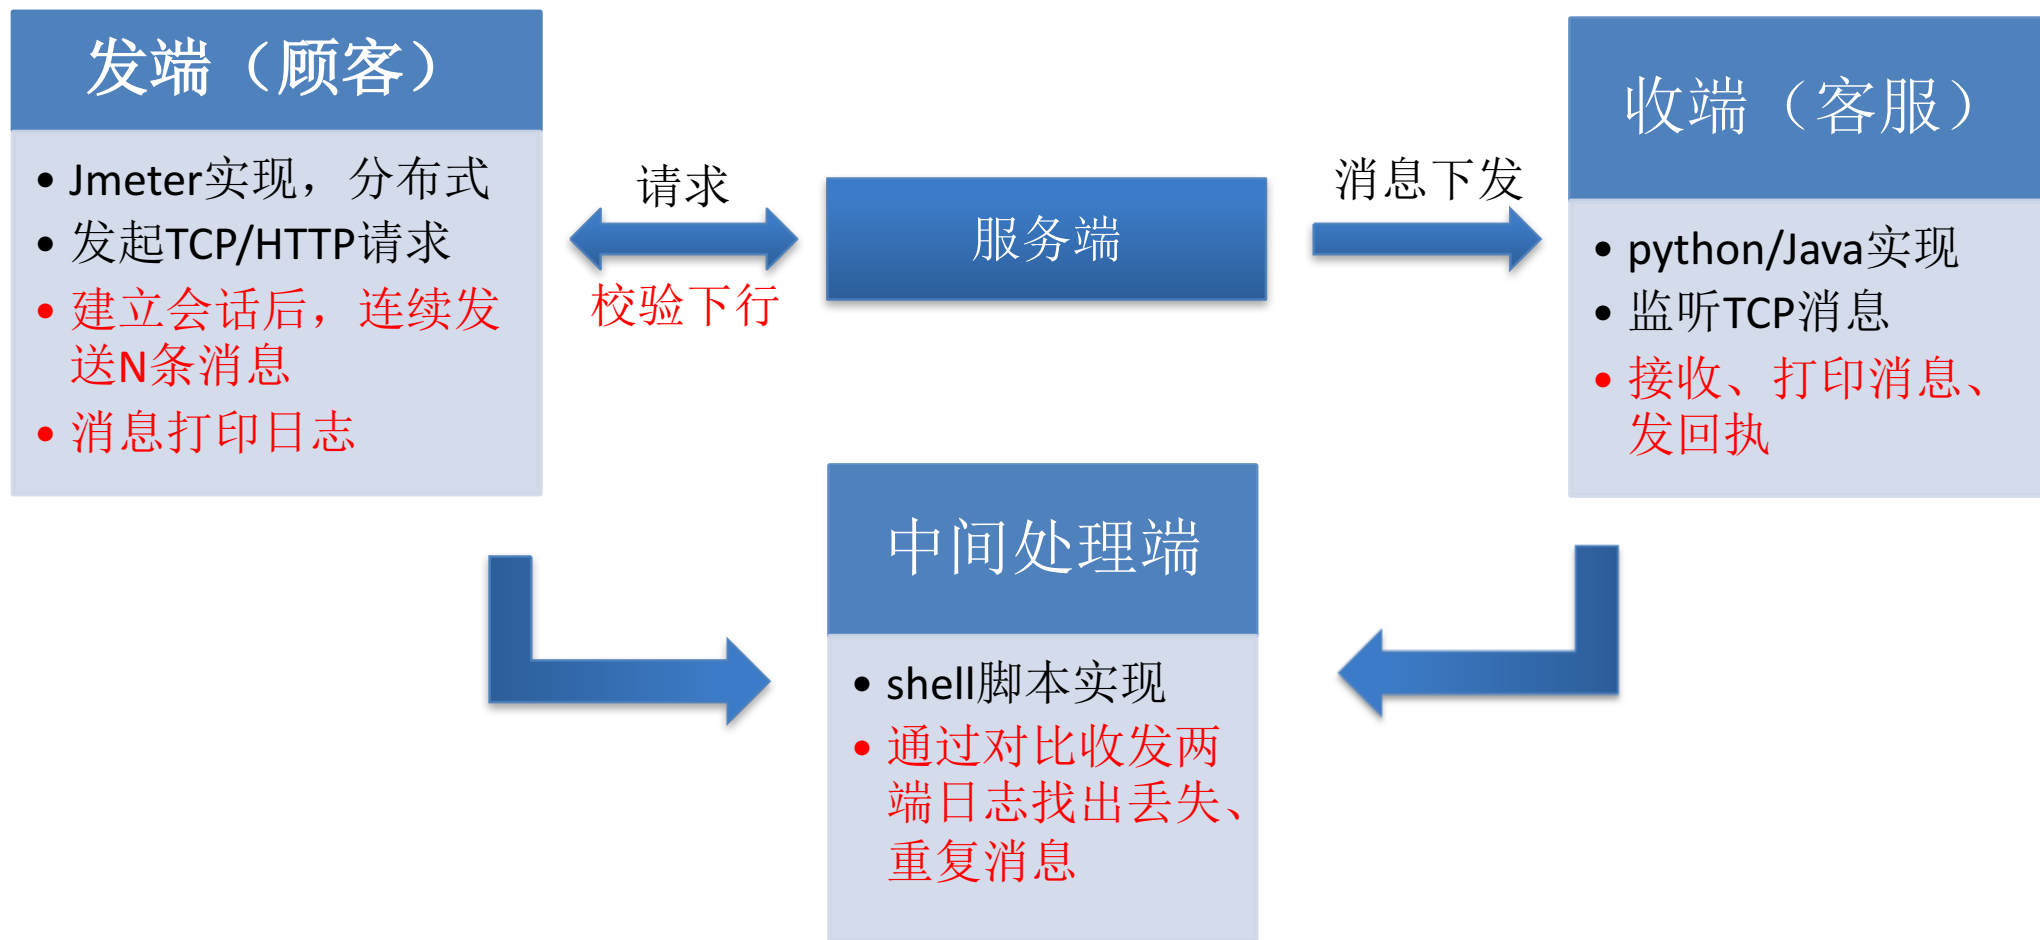 发端（顾客）
• Jmeter实现，分布式
• 发起TCP/HTTP请求
• 建立会话后，连续发
送N条消息
• 消息打印日志
请求
校验下行
服务端
消息下发
收端（客服）
• python/Java实现
• 监听TCP消息
• 接收、打印消息、
发回执
中间处理端
• shell脚本实现
• 通过对比收发两
端日志找出丢失、
重复消息